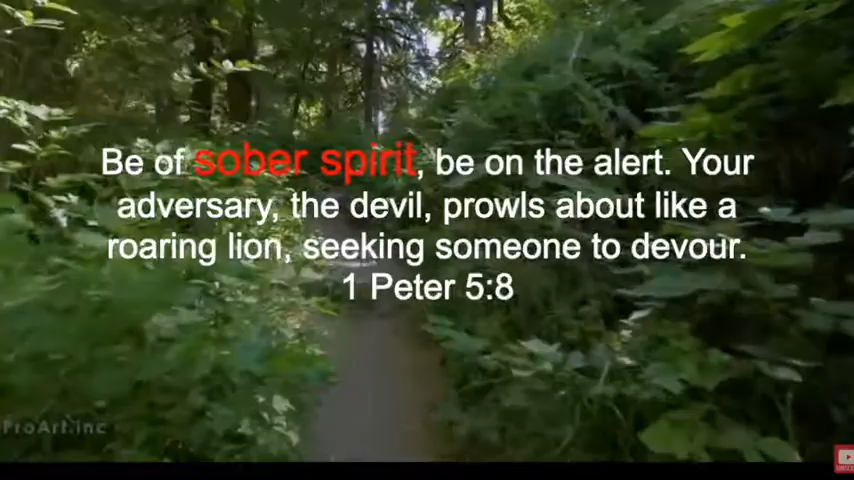 Be of sober spirit, be on the alert. Your
adversary, the devil, prowls about like a
roaring lion, seeking someone to devour.
1 Peter 5:8
ProArt.inc